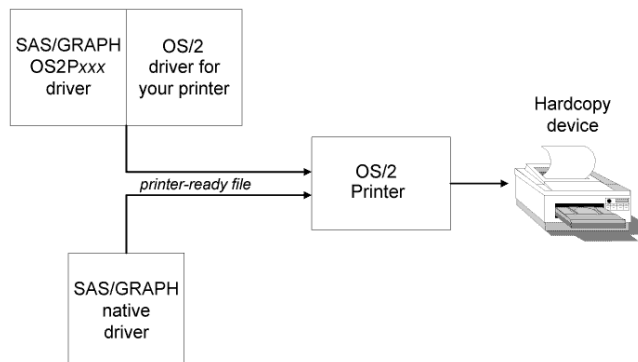 SAS/GRAPH
OS2Pxxx
driver
OS/2
driver for
your printer
Hardcopy
device
printer-ready file
OS/2
Printer
SAS/GRAPH
native
driver